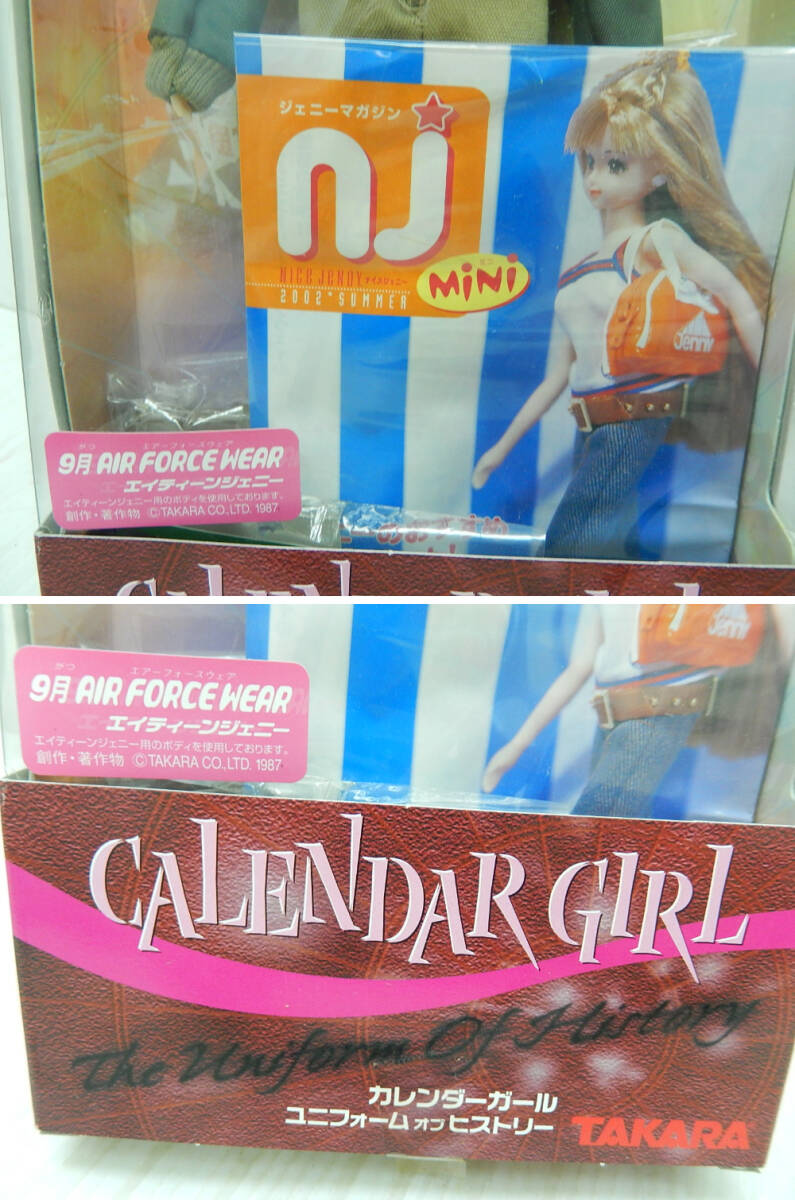 ジェニーマガジン
nj
NICE JENNY ナイスジェニー
ミニ
MiNi
2002*SUMMER
Jenny
がつ エアーフォースウェア
9月 AIR FORCE WEAR
エイティーンジェニー
エイティーンジェニー用のボディを使用しております。
創作・著作物 ©TAKARA CO.,LTD. 1987
ニーのおすすめ
Jenny
がつ エアーフォースウェア
9月 AIR FORCE WEAR
エイティーンジェニー
エイティーンジェニー用のボディを使用しております。
創作・著作物 ©TAKARA CO.,LTD. 1987
CALENDAR GIRL
The Uniform Of History
カレンダーガール
ユニフォーム オブ ヒストリー
TAKARA